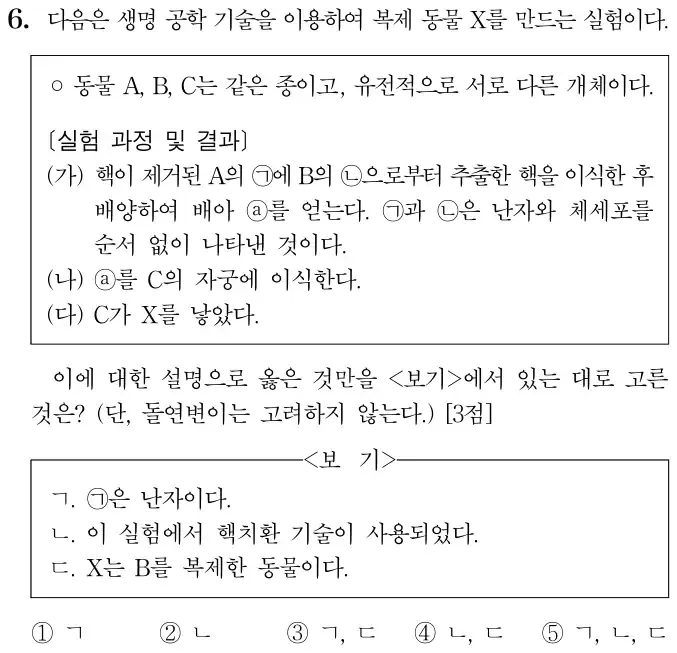 6. 다음은 생명 공학 기술을 이용하여 복제 동물 X를 만드는 실험이다.
○ 동물 A, B, C는 같은 종이고, 유전적으로 서로 다른 개체이다.
〔실험 과정 및 결과〕
(가) 핵이 제거된 A의 ㉠에 B의 ㉡으로부터 추출한 핵을 이식한 후
배양하여 배아 ⓐ를 얻는다. ㉠과 ㉡은 난자와 체세포를
순서 없이 나타낸 것이다.
(나) ⓐ를 C의 자궁에 이식한다.
(다) C가 X를 낳았다.
이에 대한 설명으로 옳은 것만을 <보기>에서 있는 대로 고른
것은? (단, 돌연변이는 고려하지 않는다.) [3점]
<보 기>
ㄱ. ㉠은 난자이다.
ㄴ. 이 실험에서 핵치환 기술이 사용되었다.
ㄷ. X는 B를 복제한 동물이다.
① ㄱ ② ㄴ ③ ㄱ, ㄷ ④ ㄴ, ㄷ ⑤ ㄱ, ㄴ, ㄷ